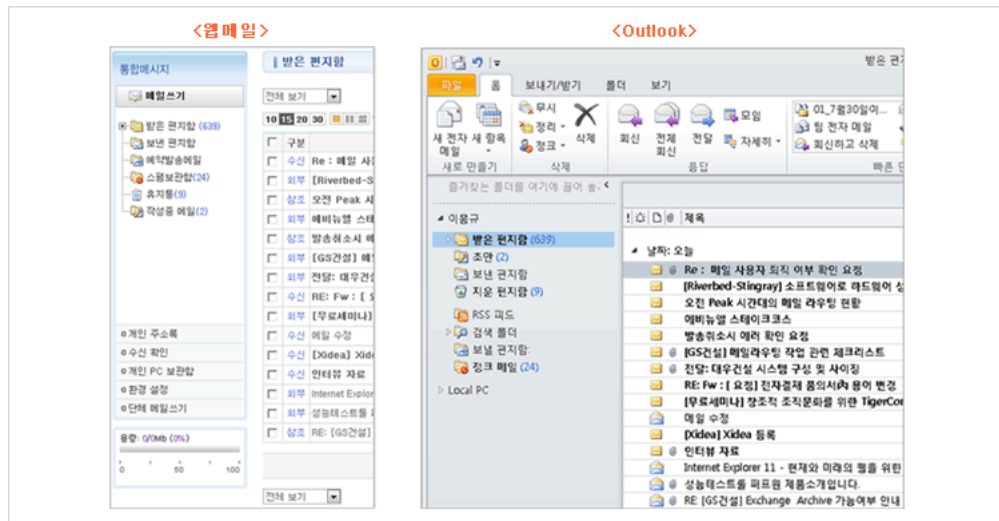 <웹메일>
통합메시지
메일쓰기
받은 편지함 (639)
보낸 편지함
예약발송메일
스팸보관함(24)
휴지통(9)
작성중 메일(2)
개인 주소록
수신 확인
개인 PC 보관함
환경 설정
단체 메일쓰기
용량: 0/0Mb (0%)
0 50 100
받은 편지함
전체 보기
10 15 20 30
구분
수신 Re : 메일 사용
외부 [Riverbed-S
참조 오전 Peak 시
외부 에비뉴엘 스테
참조 발송취소시 에
외부 [GS건설] 메일
외부 전달: 대우건설
수신 RE: Fw : [ 요
외부 [무료세미나]
수신 메일 수정
수신 [Xidea] Xide
수신 인터뷰 자료
외부 Internet Explor
외부 성능테스트를
참조 RE: [GS건설]
전체 보기
<Outlook>
받은 편지
파일 홈 보내기/받기 폴더 보기
새 전자 메일
새 항목
새로 만들기
무시
정리
정크
삭제
삭제
회신
전체 회신
전달
모임
자세히
응답
01_7월30일이...
팀 전자 메일
회신하고 삭제
빠른 단
즐겨찾는 폴더를 여기에 끌어 놓
이응규
받은 편지함 (639)
초안 (2)
보낸 편지함
지운 편지함 (9)
RSS 피드
검색 폴더
보낼 편지함
정크 메일 (24)
Local PC
제목
날짜: 오늘
Re : 메일 사용자 퇴직 여부 확인 요청
[Riverbed-Stingray] 소프트웨어로 하드웨어 성
오전 Peak 시간대의 메일 라우팅 현황
에비뉴엘 스테이크코스
발송취소시 에러 확인 요청
[GS건설] 메일라우팅 작업 관련 체크리스트
전달: 대우건설 시스템 구성 및 사이징
RE: Fw : [ 요청] 전자결재 품의서內 용어 변경
[무료세미나] 창조적 조직문화를 위한 TigerCor
메일 수정
[Xidea] Xidea 등록
인터뷰 자료
Internet Explorer 11 - 현재와 미래의 웹을 위한
성능테스트툴 퍼프원 제품소개입니다.
RE: [GS건설] Exchange Archive 가능여부 안내